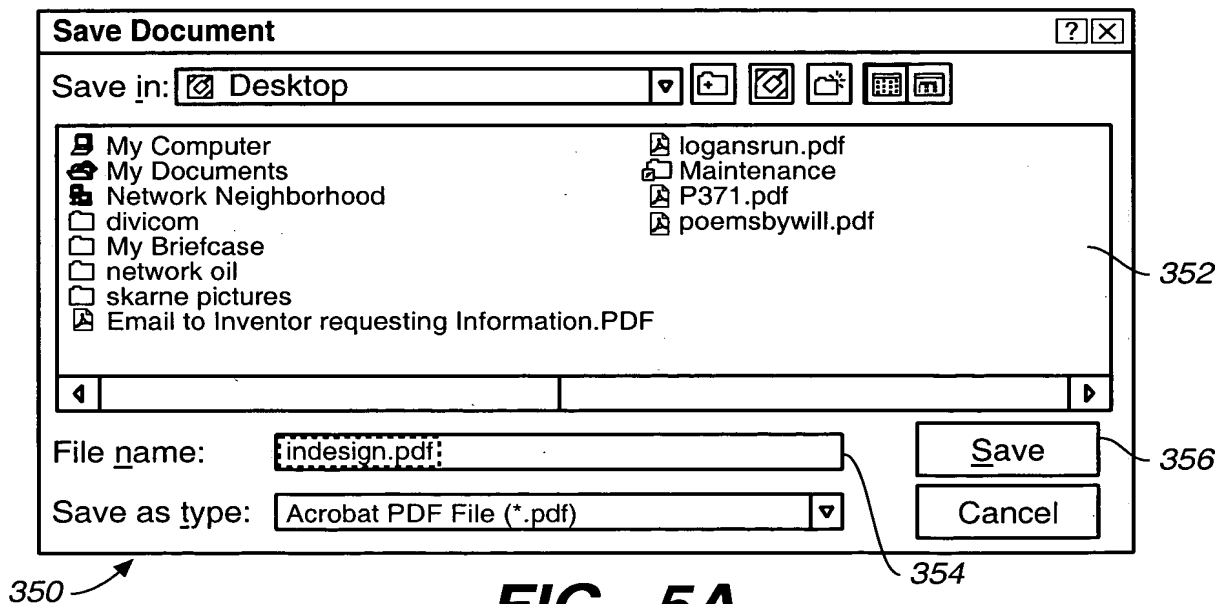 Save Document
Save in: Desktop
My Computer
My Documents
Network Neighborhood
divicom
My Briefcase
network oil
skarne pictures
Email to Inventor requesting Information.PDF
logansrun.pdf
Maintenance
P371.pdf
poemsbywill.pdf
352
File name: indesign.pdf
Save
356
Save as type: Acrobat PDF File (*.pdf)
Cancel
350
354
FIG._5A